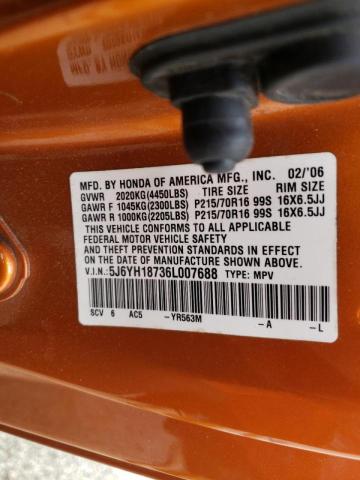 MFD. BY HONDA OF AMERICA MFG., INC. 02/'06
GVWR 2020KG(4450LBS) TIRE SIZE RIM SIZE
GAWR F 1045KG(2300LBS) P215/70R16 99S 16X6.5JJ
GAWR R 1000KG(2205LBS) P215/70R16 99S 16X6.5JJ
THIS VEHICLE CONFORMS TO ALL APPLICABLE
FEDERAL MOTOR VEHICLE SAFETY, BUMPER,
AND THEFT PREVENTION STANDARDS IN EFFECT ON
THE DATE OF MANUFACTURE SHOWN ABOVE.
V.I.N.: 5J6YH18736L007688 TYPE: MPV
SCV 6 AC5 -YR563M -A -L